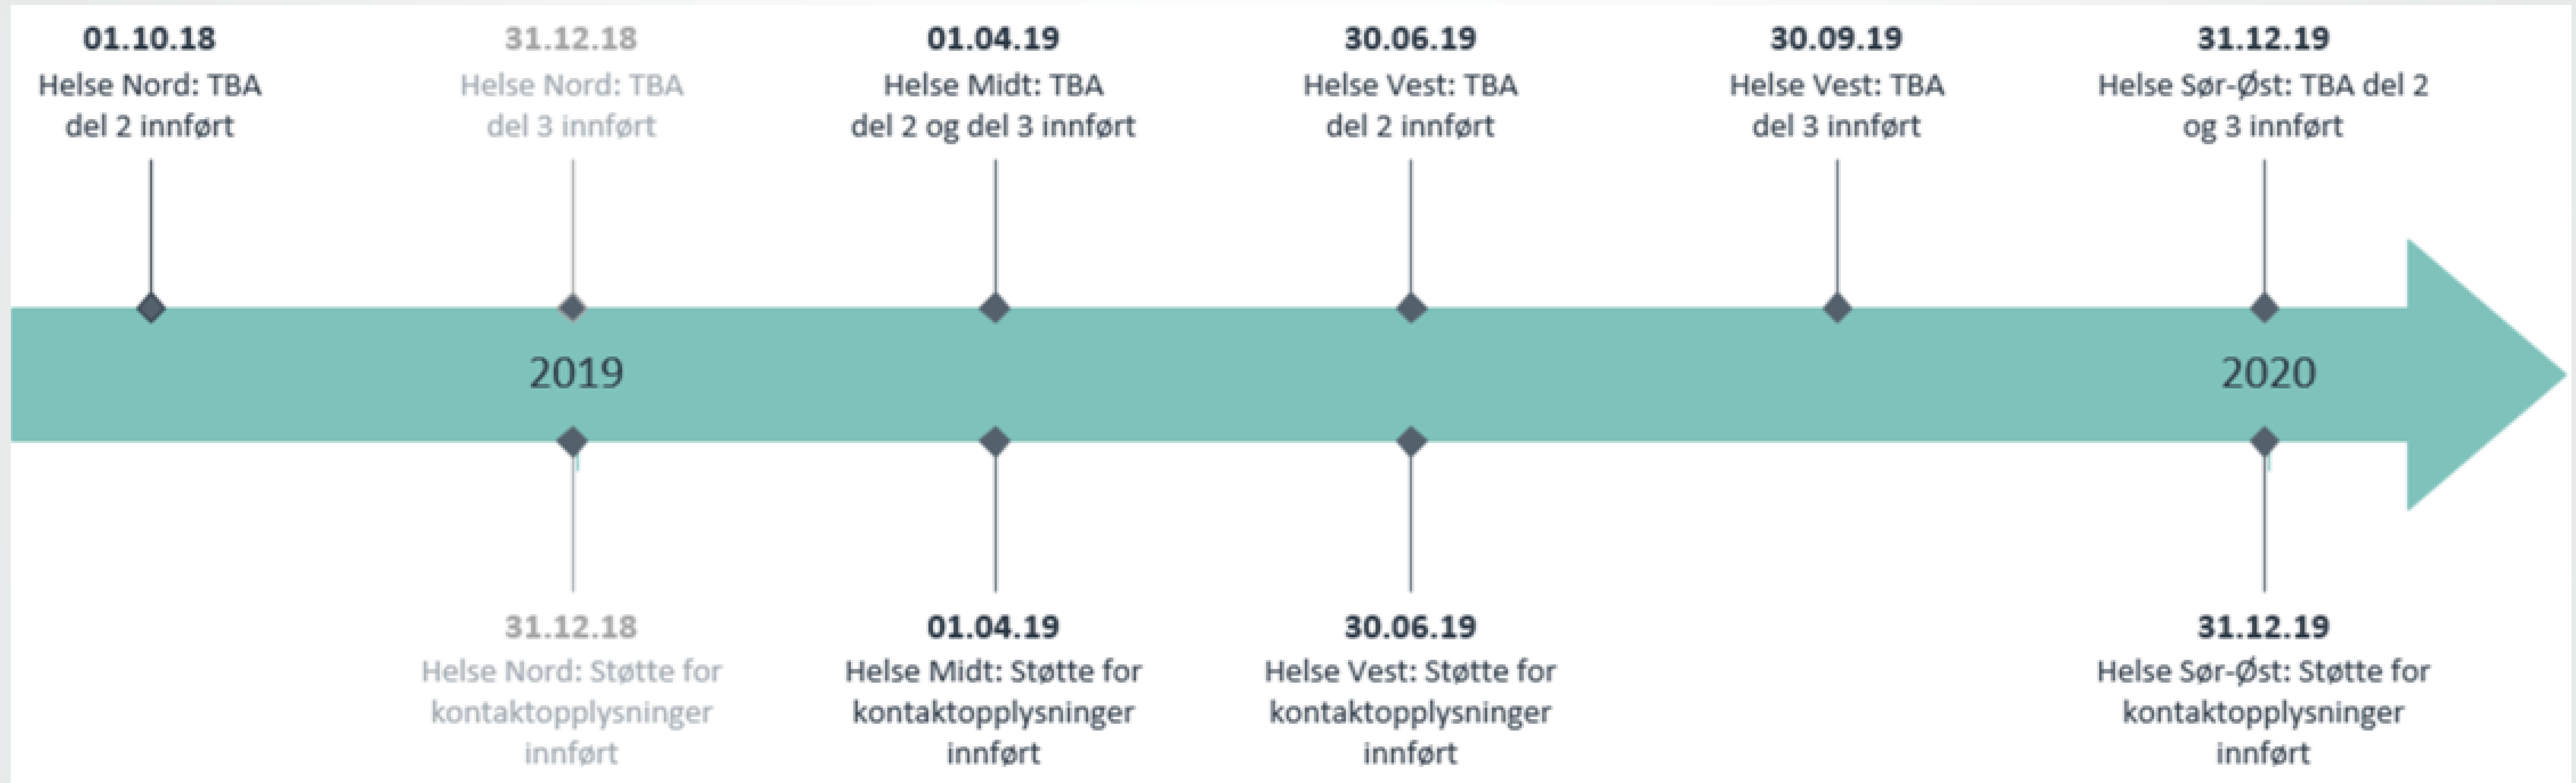 01.10.18
Helse Nord: TBA
del 2 innført
31.12.18
Helse Nord: TBA
del 3 innført
01.04.19
Helse Midt: TBA
del 2 og del 3 innført
30.06.19
Helse Vest: TBA
del 2 innført
30.09.19
Helse Vest: TBA
del 3 innført
31.12.19
Helse Sør-Øst: TBA del 2
og 3 innført
2019
2020
31.12.18
Helse Nord: Støtte for
kontaktopplysninger
innført
01.04.19
Helse Midt: Støtte for
kontaktopplysninger
innført
30.06.19
Helse Vest: Støtte for
kontaktopplysninger
innført
31.12.19
Helse Sør-Øst: Støtte for
kontaktopplysninger
innført